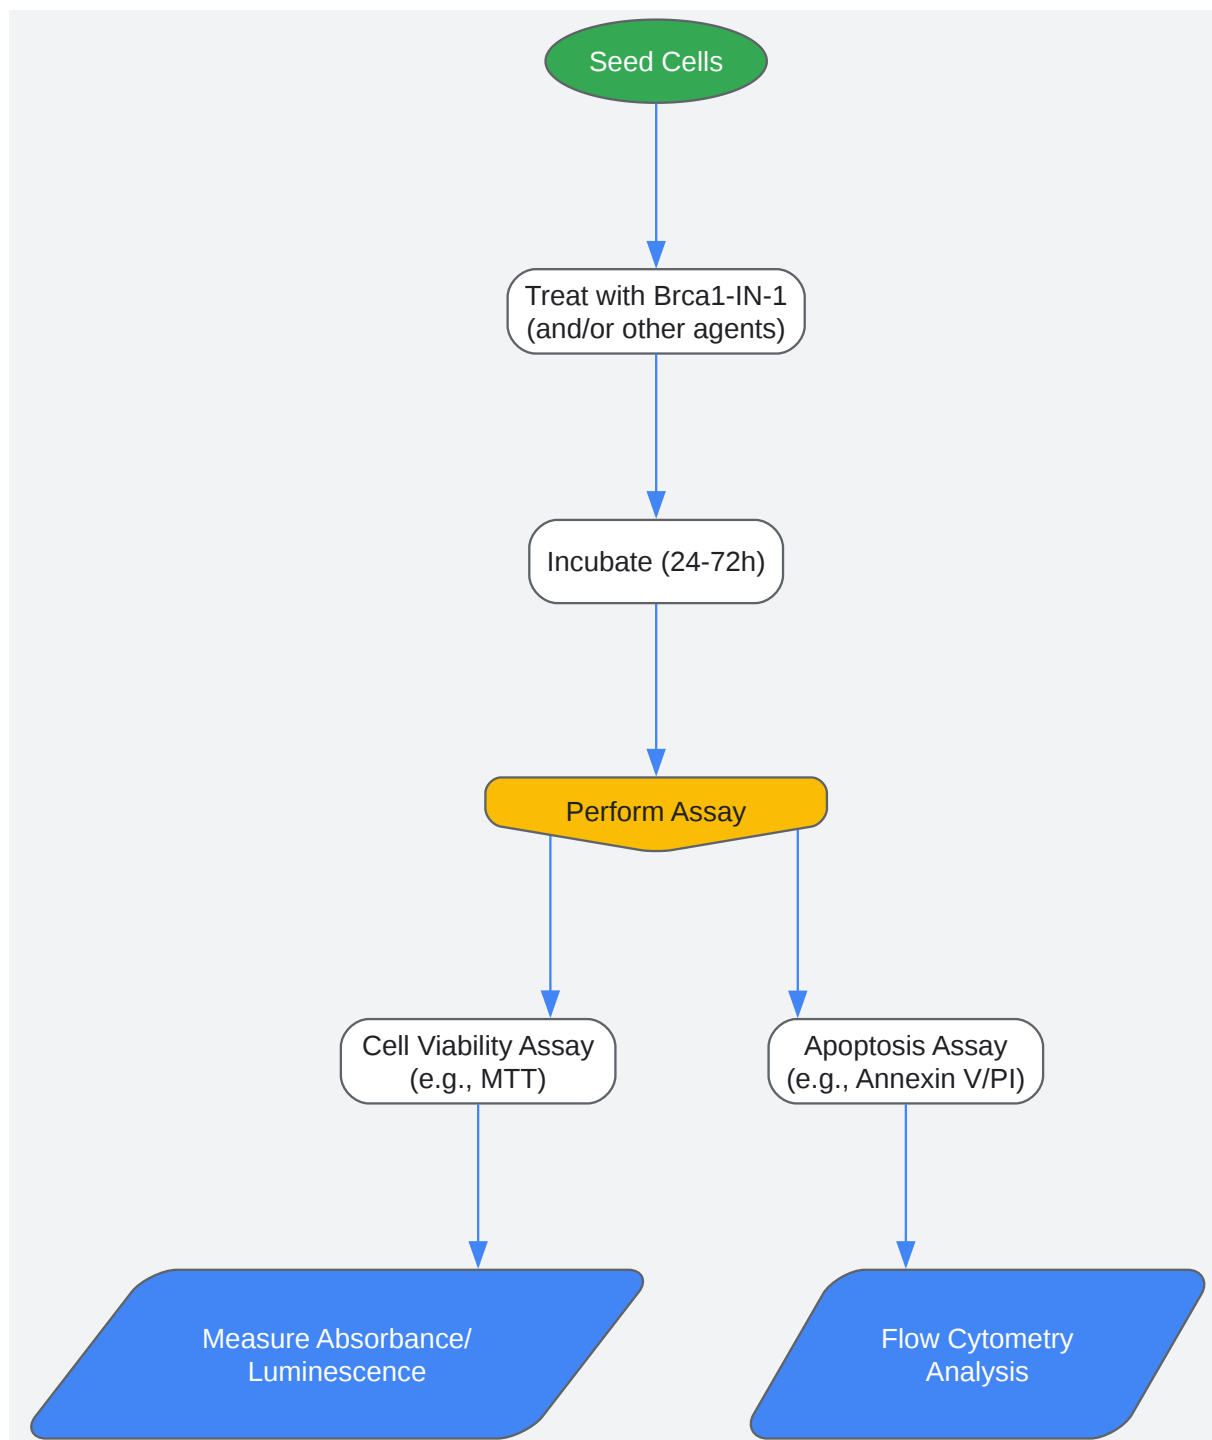 Seed Cells
Treat with Brca1-IN-1
(and/or other agents)
Incubate (24-72h)
Perform Assay
Cell Viability Assay
(e.g., MTT)
Apoptosis Assay
(e.g., Annexin V/PI)
Measure Absorbance/
Luminescence
Flow Cytometry
Analysis